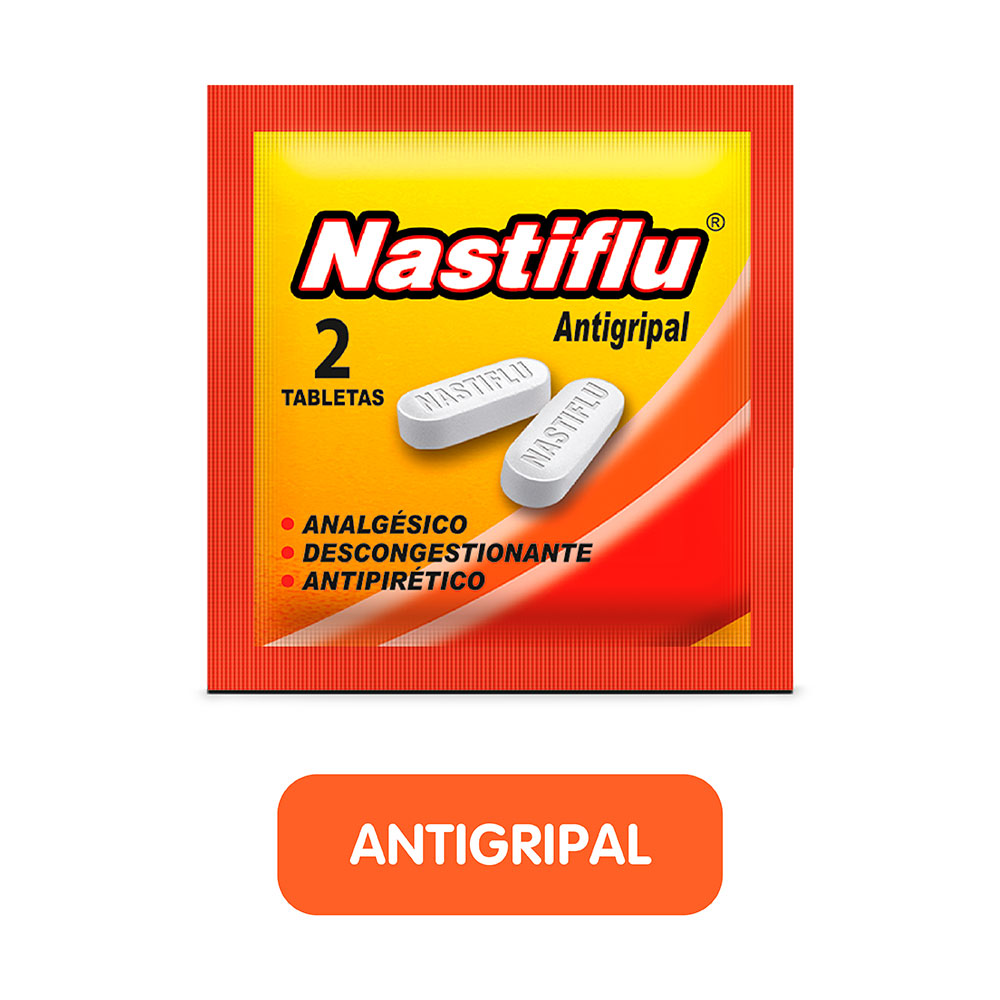 Nastiflu®
Antigripal
2
TABLETAS
NASTIFLU
NASTIFLU
• ANALGÉSICO
• DESCONGESTIONANTE
• ANTIPIRÉTICO
ANTIGRIPAL